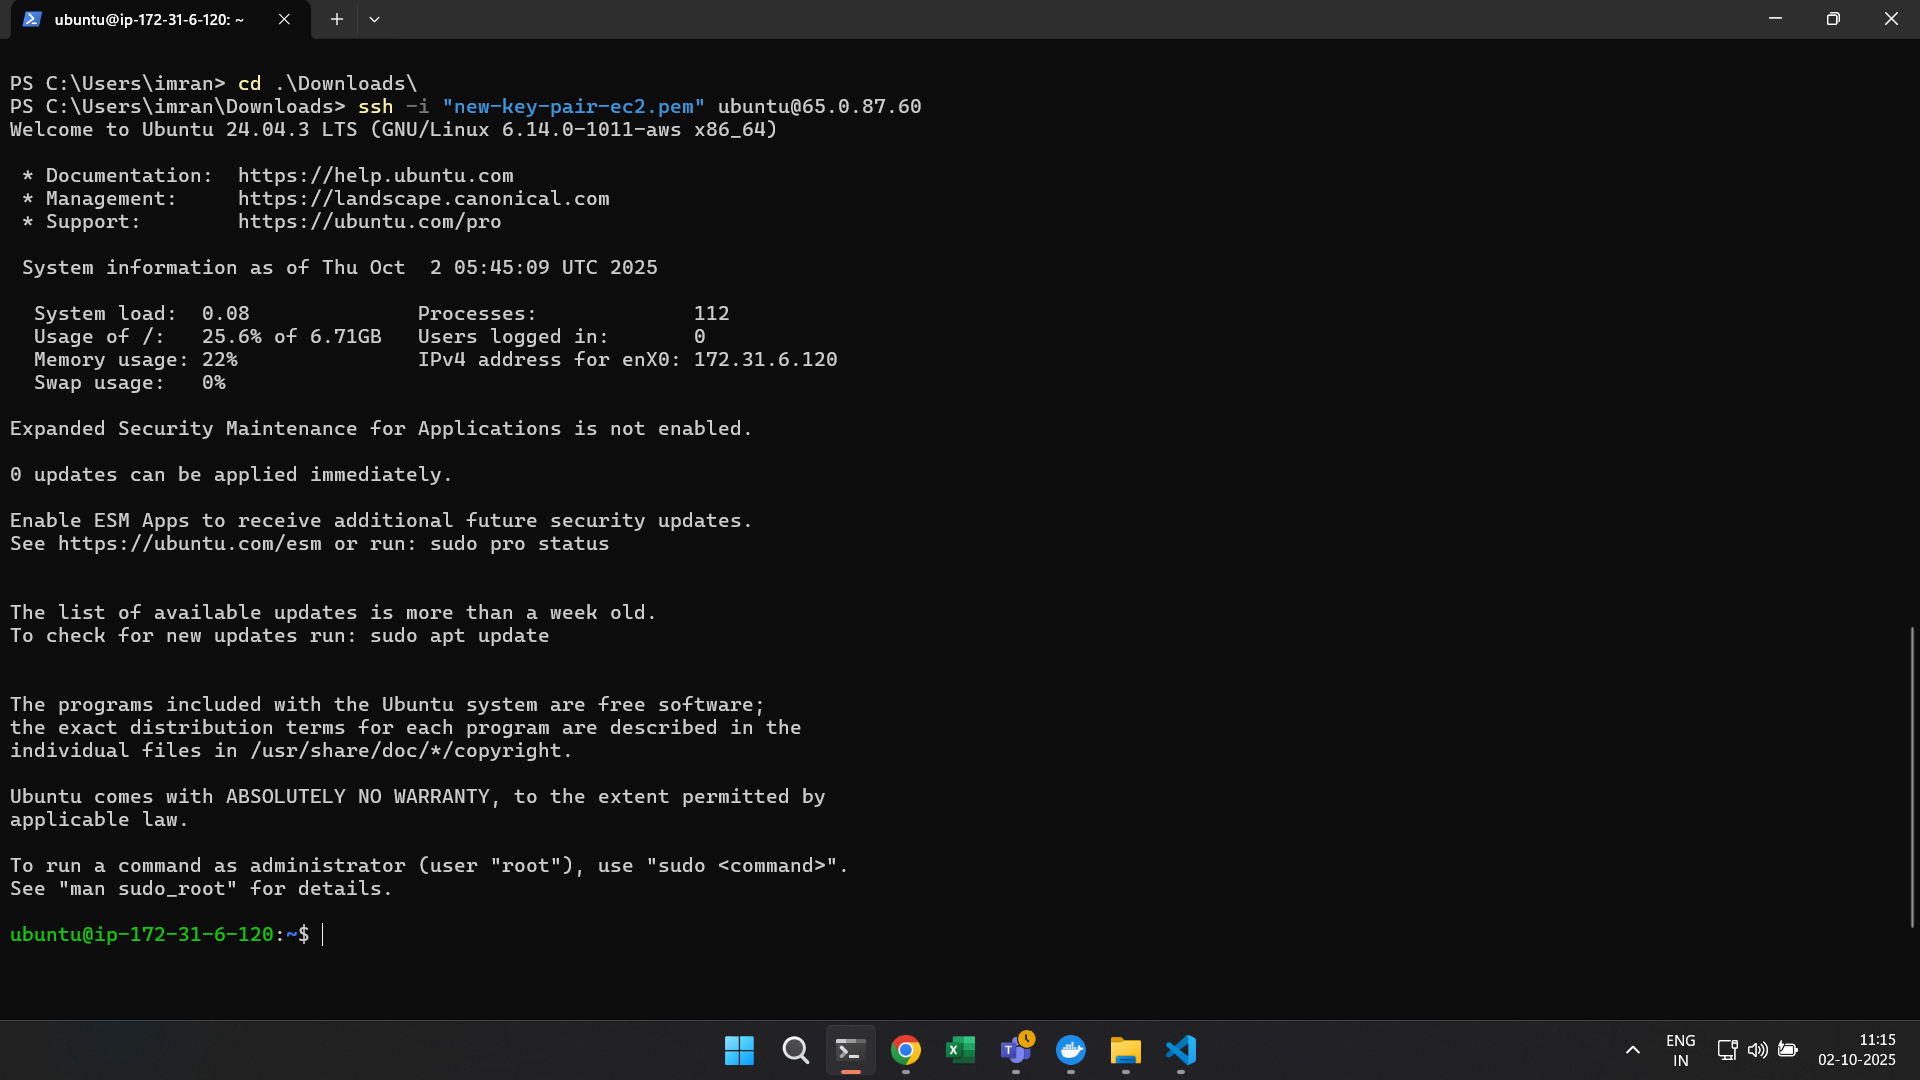 ubuntu@ip-172-31-6-120: ~
PS C:\Users\imran> cd .\Downloads\
PS C:\Users\imran\Downloads> ssh -i "new-key-pair-ec2.pem" ubuntu@65.0.87.60
Welcome to Ubuntu 24.04.3 LTS (GNU/Linux 6.14.0-1011-aws x86_64)
* Documentation:  https://help.ubuntu.com
* Management:     https://landscape.canonical.com
* Support:        https://ubuntu.com/pro
System information as of Thu Oct  2 05:45:09 UTC 2025
System load:  0.08              Processes:             112
Usage of /:   25.6% of 6.71GB   Users logged in:       0
Memory usage: 22%               IPv4 address for enX0: 172.31.6.120
Swap usage:   0%
Expanded Security Maintenance for Applications is not enabled.
0 updates can be applied immediately.
Enable ESM Apps to receive additional future security updates.
See https://ubuntu.com/esm or run: sudo pro status
The list of available updates is more than a week old.
To check for new updates run: sudo apt update
The programs included with the Ubuntu system are free software;
the exact distribution terms for each program are described in the
individual files in /usr/share/doc/*/copyright.
Ubuntu comes with ABSOLUTELY NO WARRANTY, to the extent permitted by
applicable law.
To run a command as administrator (user "root"), use "sudo <command>".
See "man sudo_root" for details.
ubuntu@ip-172-31-6-120:~$
ENG
IN
11:15
02-10-2025